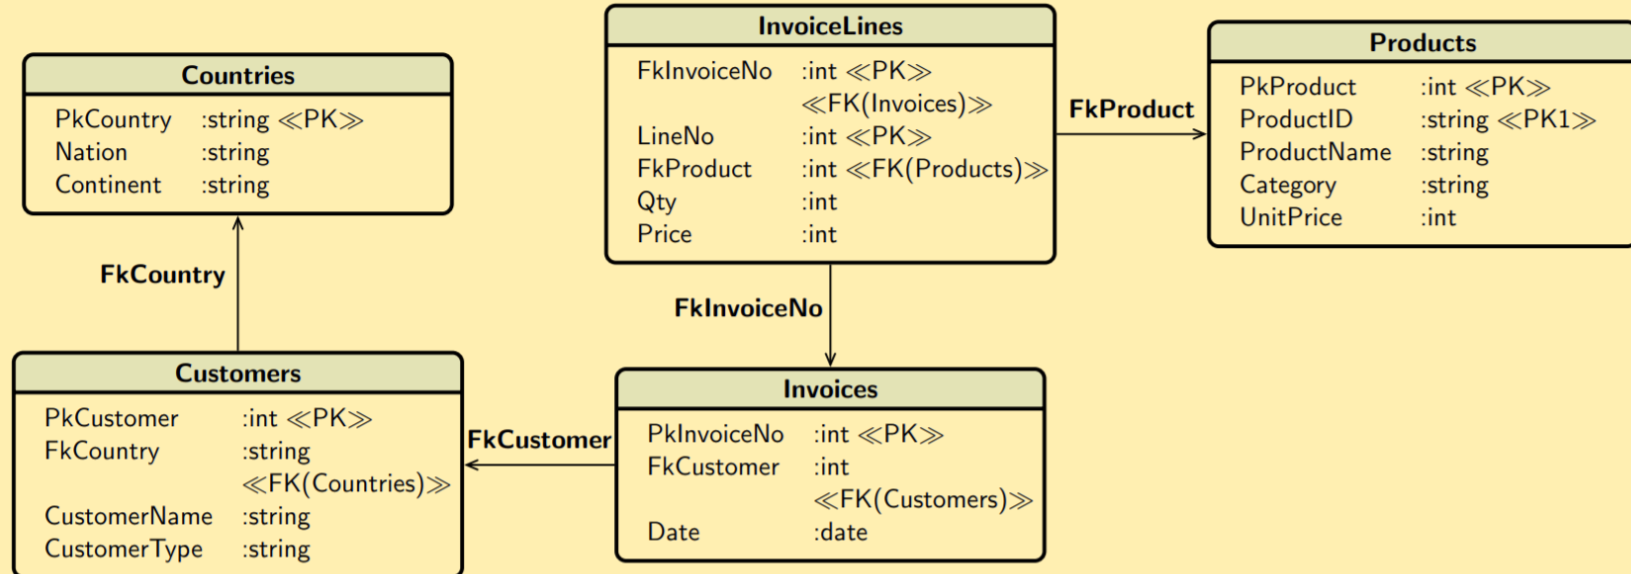 Countries
PkCountry :string ≪PK≫
Nation :string
Continent :string
FkCountry
Customers
PkCustomer :int ≪PK≫
FkCountry :string
≪FK(Countries)≫
CustomerName :string
CustomerType :string
FkCustomer
InvoiceLines
FkInvoiceNo :int ≪PK≫
≪FK(Invoices)≫
LineNo :int ≪PK≫
FkProduct :int ≪FK(Products)≫
Qty :int
Price :int
FkInvoiceNo
Invoices
PkInvoiceNo :int ≪PK≫
FkCustomer :int
≪FK(Customers)≫
Date :date
FkProduct
Products
PkProduct :int ≪PK≫
ProductID :string ≪PK1≫
ProductName :string
Category :string
UnitPrice :int